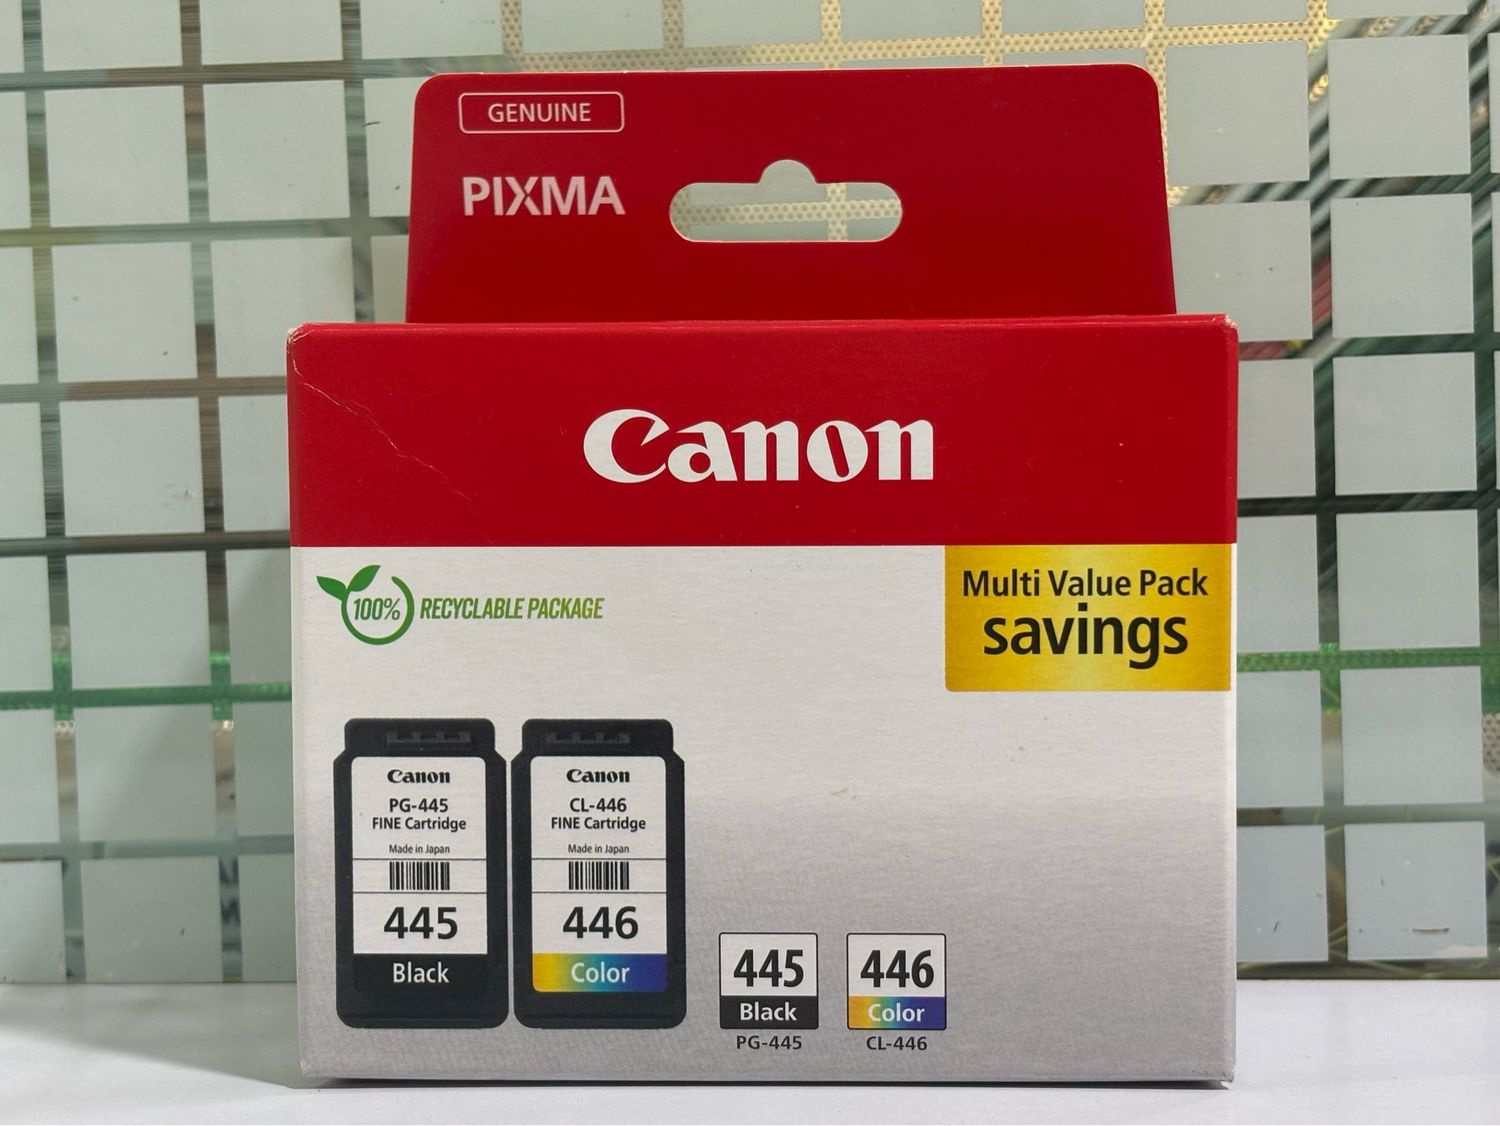 GENUINE
PIXMA
Canon
100% RECYCLABLE PACKAGE
Multi Value Pack
savings
Canon
PG-445
FINE Cartridge
Made in Japan
445
Black
Canon
CL-446
FINE Cartridge
Made in Japan
446
Color
445
Black
PG-445
446
Color
CL-446